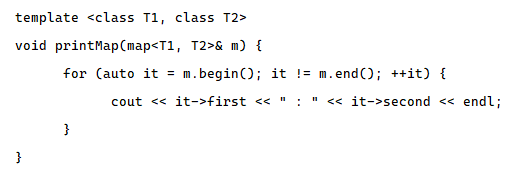 template <class T1, class T2>
void printMap(map<T1, T2>& m) {
for (auto it = m.begin(); it != m.end(); ++it) {
cout << it->first << " : " << it->second << endl;
}
}